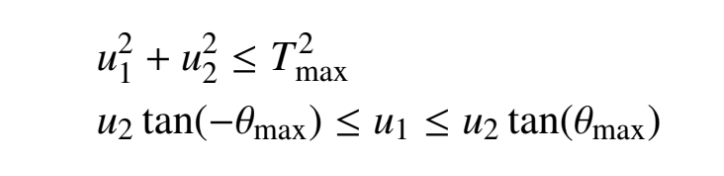 u₁² + u₂² ≤ T²ₘₐₓ
u₂ tan(−θₘₐₓ) ≤ u₁ ≤ u₂ tan(θₘₐₓ)